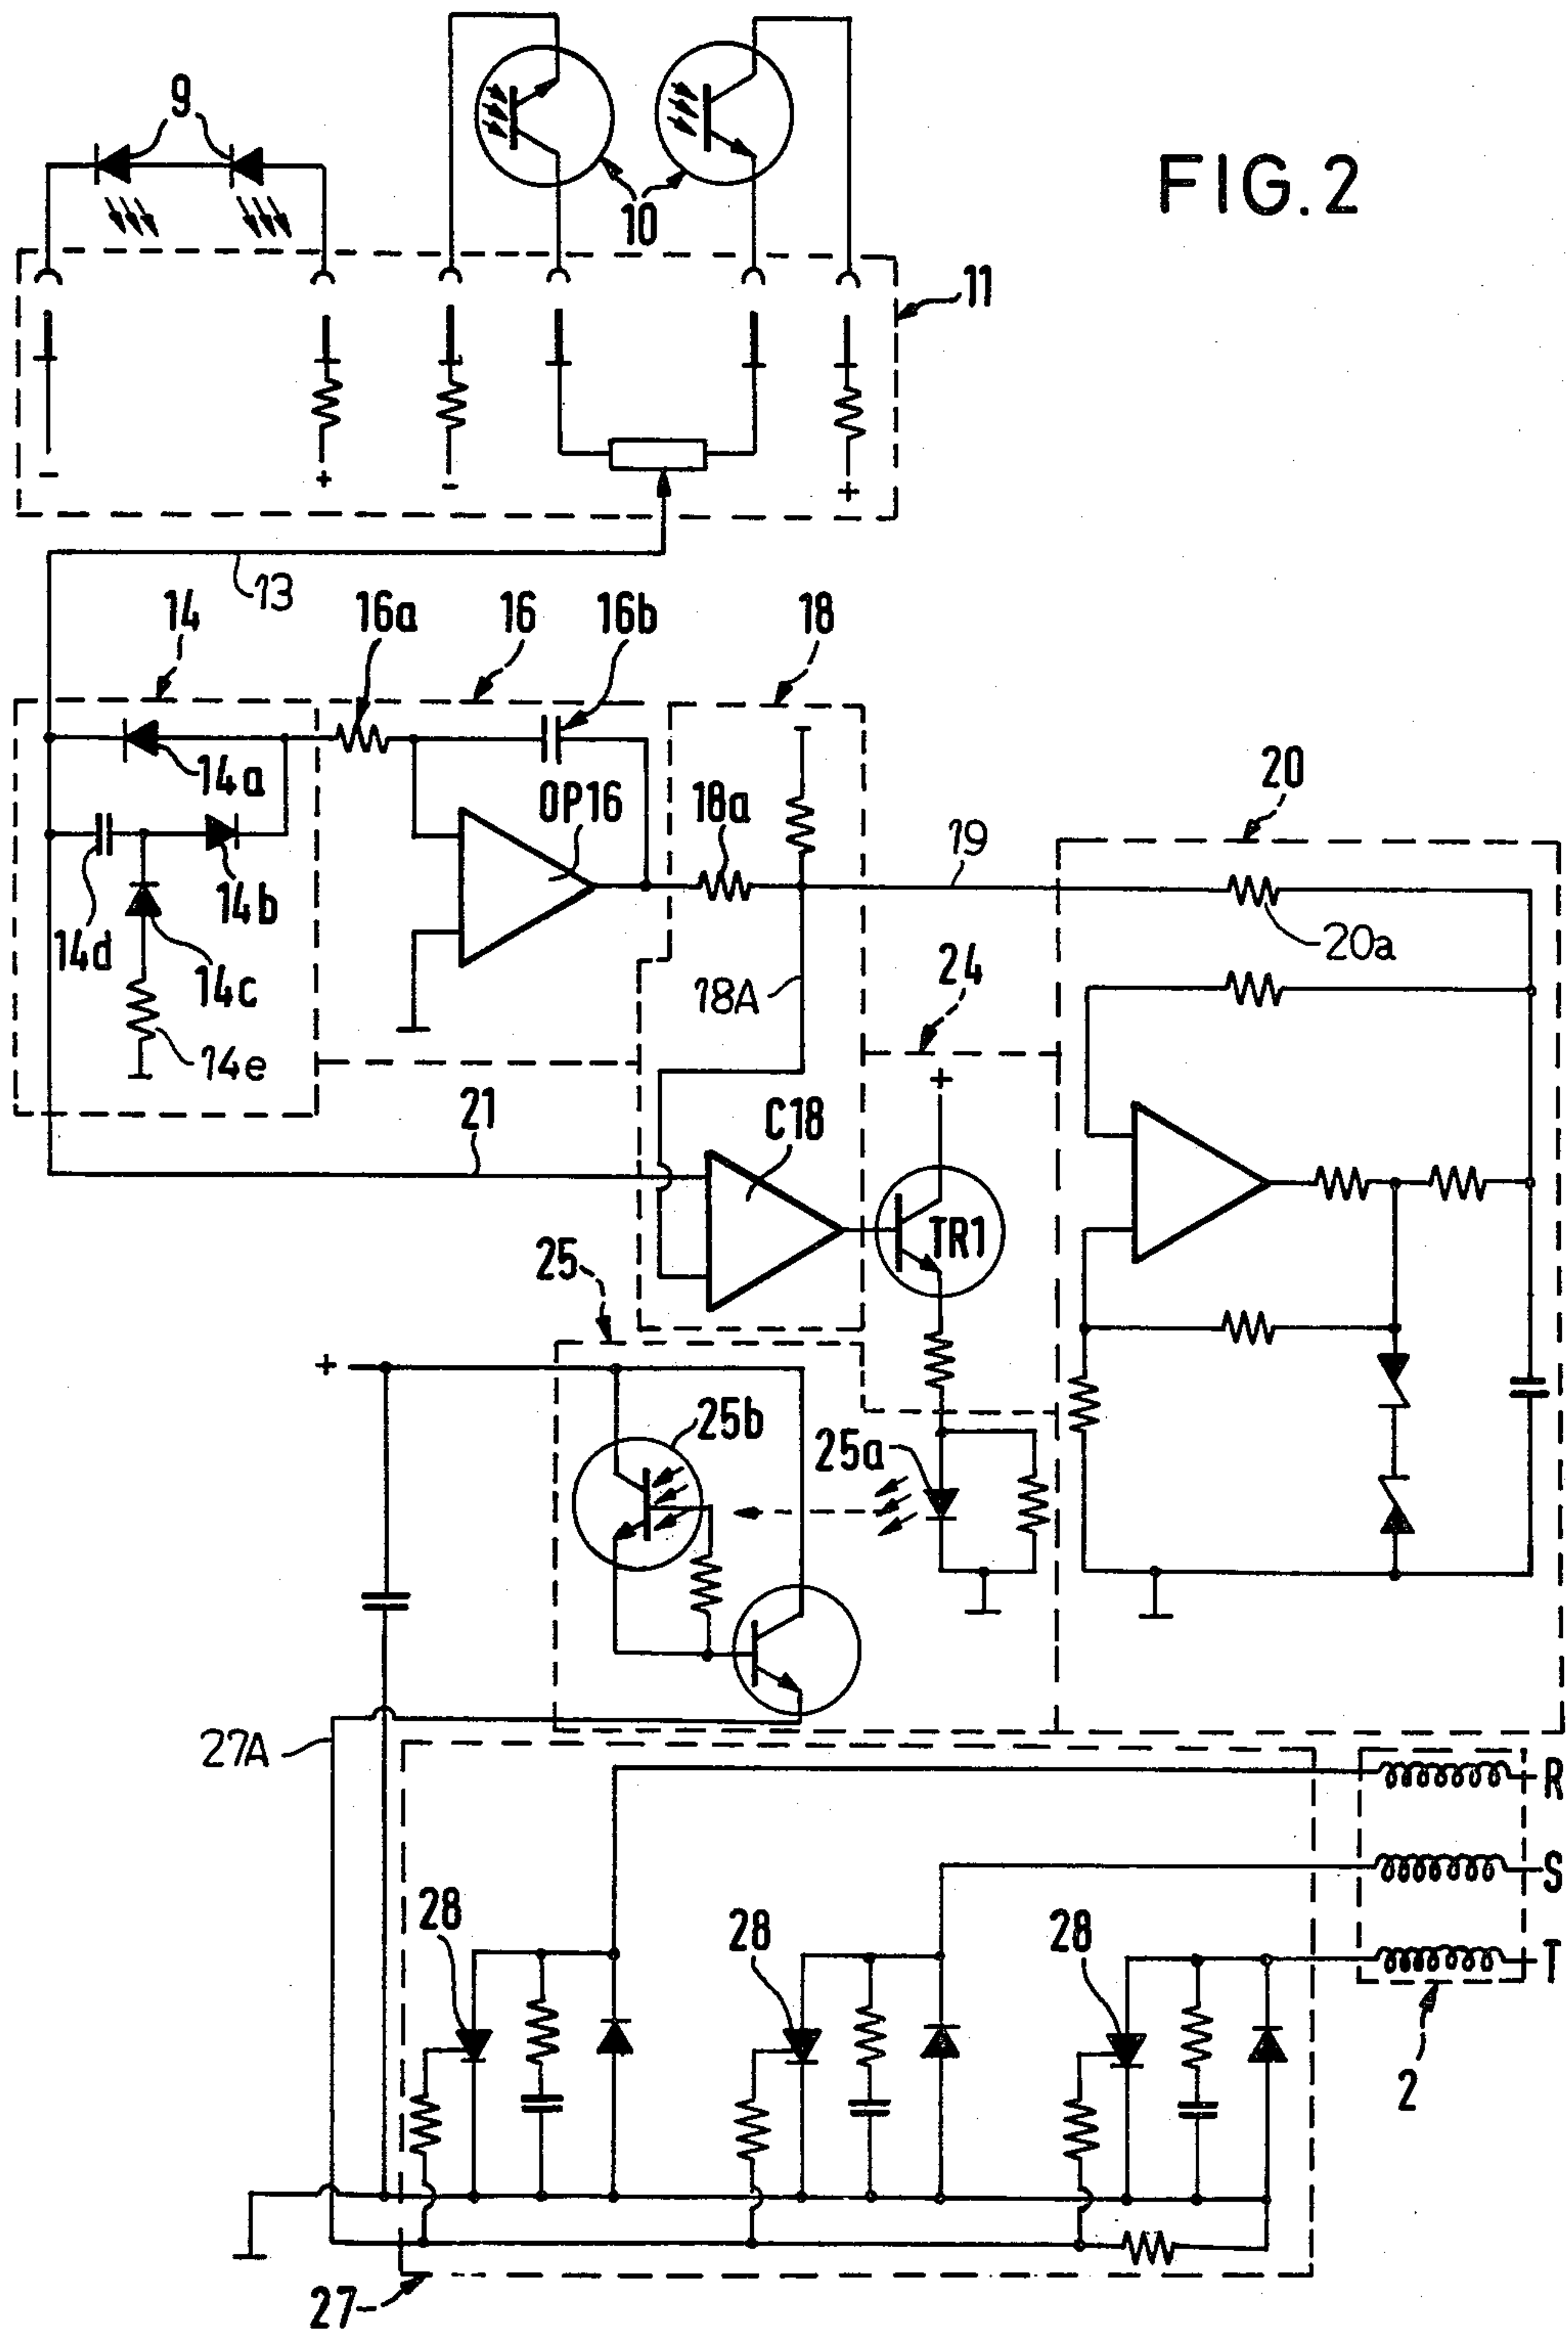 FIG.2
9
10
11
-
+
-
+
13
14
16a
16
16b
18
14a
OP16
18a
20
14b
19
14d
14c
20a
14e
18A
24
+
21
C18
TR1
25
+
25b
25a
27A
R
S
T
28
28
28
2
27